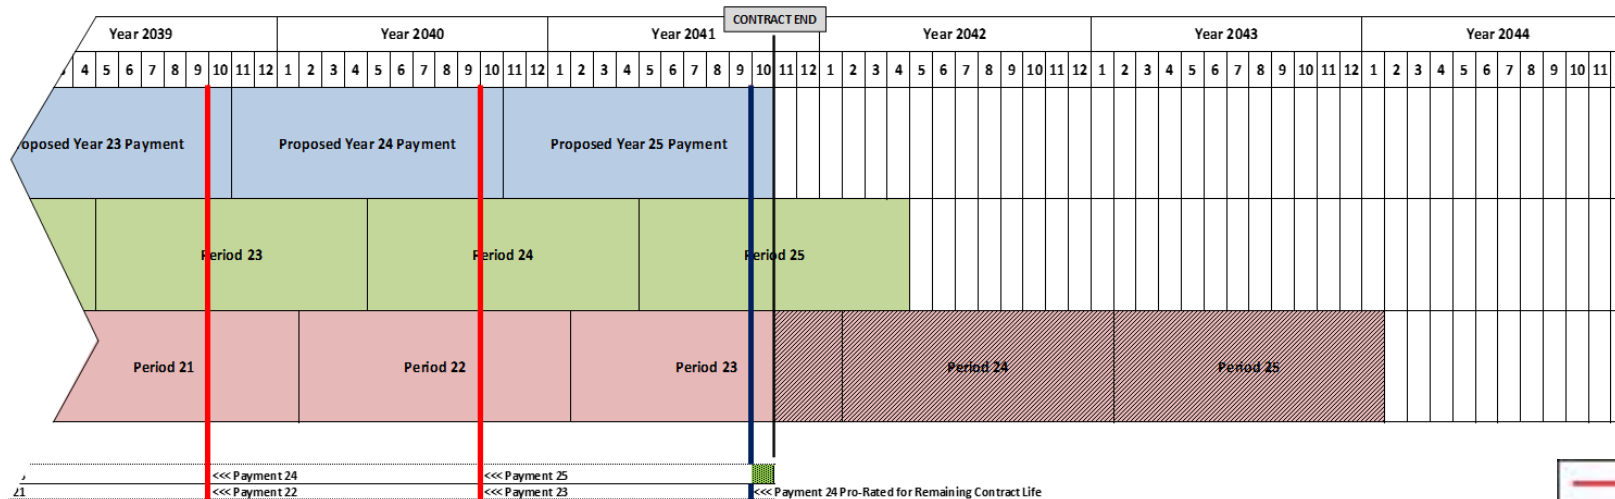 CONTRACT END
Year 2039 Year 2040 Year 2041 Year 2042 Year 2043 Year 2044
4 5 6 7 8 9 10 11 12 1 2 3 4 5 6 7 8 9 10 11 12 1 2 3 4 5 6 7 8 9 10 11 12 1 2 3 4 5 6 7 8 9 10 11 12 1 2 3 4 5 6 7 8 9 10 11 12 1 2 3 4 5 6 7 8 9 10 11
oposed Year 23 Payment Proposed Year 24 Payment Proposed Year 25 Payment
Period 23 Period 24 Period 25
Period 21 Period 22 Period 23 Period 24 Period 25
<<< Payment 24 <<< Payment 25
21 <<< Payment 22 <<< Payment 23 <<< Payment 24 Pro-Rated for Remaining Contract Life